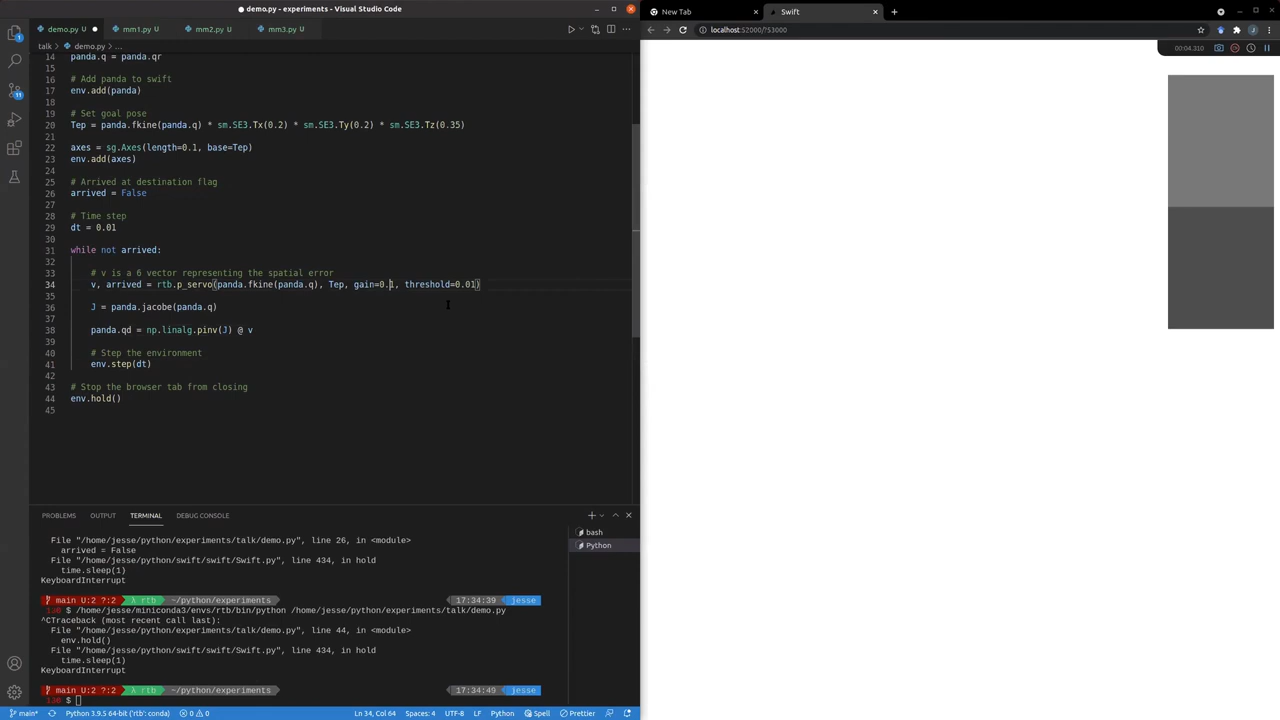 demo.py - experiments - Visual Studio Code
demo.py
mm1.py
mm2.py
mm3.py
talk > demo.py > ...
14 panda.q = panda.qr
15
16 # Add panda to swift
17 env.add(panda)
18
19 # Set goal pose
20 Tep = panda.fkine(panda.q) * sm.SE3.Tx(0.2) * sm.SE3.Ty(0.2) * sm.SE3.Tz(0.35)
21
22 axes = sg.Axes(length=0.1, base=Tep)
23 env.add(axes)
24
25 # Arrived at destination flag
26 arrived = False
27
28 # Time step
29 dt = 0.01
30
31 while not arrived:
32
33 # v is a 6 vector representing the spatial error
34 v, arrived = rtb.p_servo(panda.fkine(panda.q), Tep, gain=0.1, threshold=0.01)
35
36 J = panda.jacobe(panda.q)
37
38 panda.qd = np.linalg.pinv(J) @ v
39
40 # Step the environment
41 env.step(dt)
42
43 # Stop the browser tab from closing
44 env.hold()
45
PROBLEMS OUTPUT TERMINAL DEBUG CONSOLE
bash
Python
File "/home/jesse/python/experiments/talk/demo.py", line 26, in <module>
arrived = False
File "/home/jesse/python/swift/swift/Swift.py", line 434, in hold
time.sleep(1)
KeyboardInterrupt
main U:2 ?:2 λ rtb ~/python/experiments 17:34:39 jesse
130 $ /home/jesse/miniconda3/envs/rtb/bin/python /home/jesse/python/experiments/talk/demo.py
^CTraceback (most recent call last):
File "/home/jesse/python/experiments/talk/demo.py", line 44, in <module>
env.hold()
File "/home/jesse/python/swift/swift/Swift.py", line 434, in hold
time.sleep(1)
KeyboardInterrupt
main U:2 ?:2 λ rtb ~/python/experiments 17:34:49 jesse
130 $
main* Python 3.9.5 64-bit ('rtb': conda) 0 0 Ln 34, Col 64 Spaces: 4 UTF-8 LF Python Spell Prettier
New Tab
Swift
localhost:52000/?53000
00:04.310
11
J